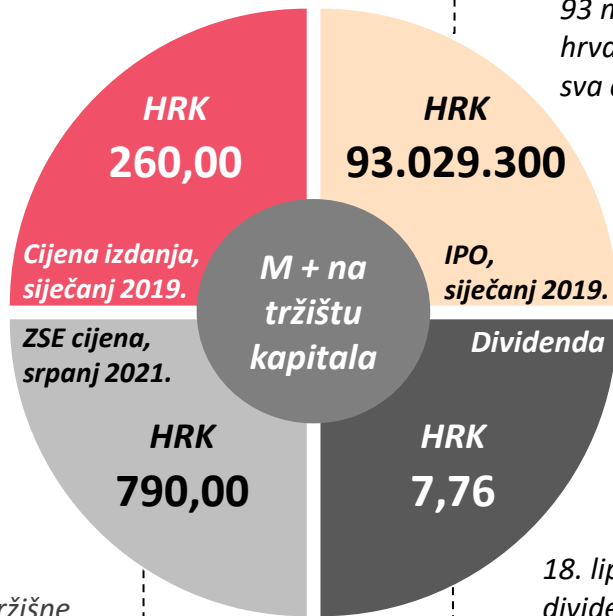 93
hrva
sva
HRK
260,00
Cijena izdanja,
siječanj 2019.
HRK
93.029.300
IPO,
siječanj 2019.
M + na
tržištu
kapitala
ZSE cijena,
srpanj 2021.
HRK
790,00
Dividenda
HRK
7,76
ržišne
18. lip
divide